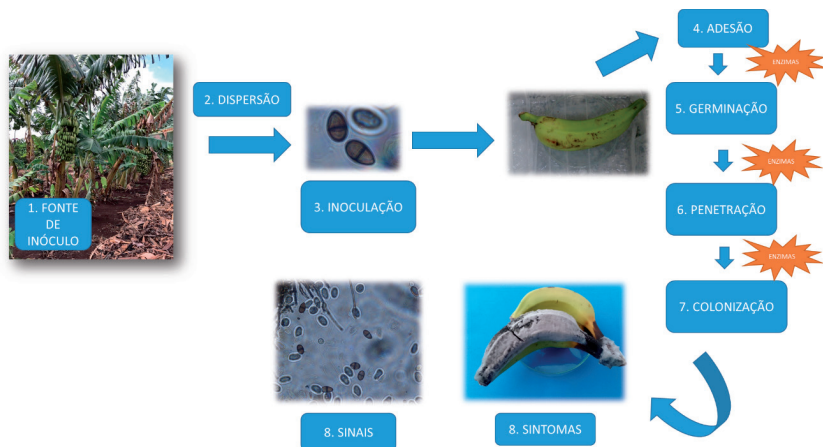 1. FONTE
DE
INÓCULO
2. DISPERSÃO
3. INOCULAÇÃO
4. ADESÃO
ENZIMAS
5. GERMINAÇÃO
ENZIMAS
6. PENETRAÇÃO
ENZIMAS
7. COLONIZAÇÃO
8. SINTOMAS
8. SINAIS